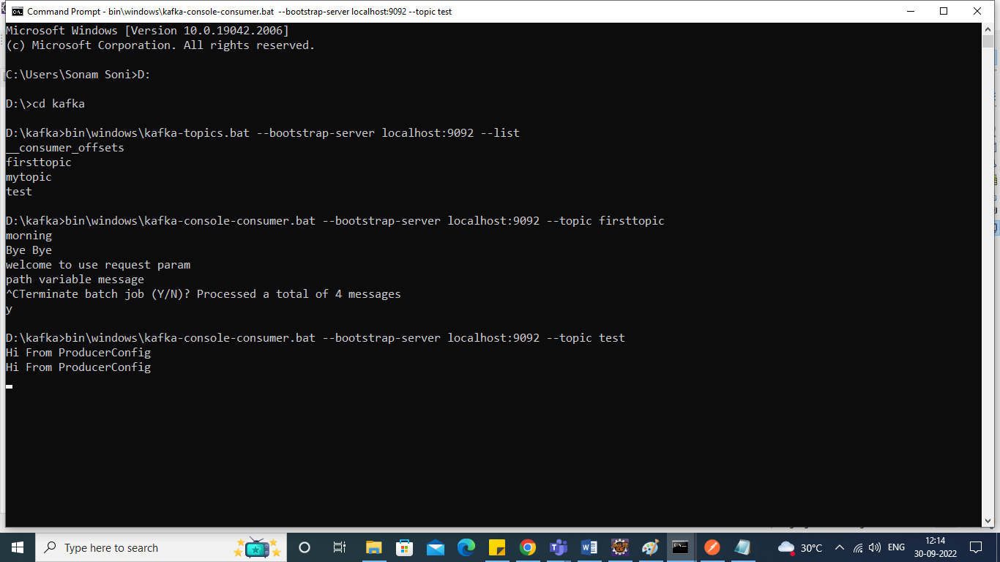 Command Prompt - bin\windows\kafka-console-consumer.bat --bootstrap-server localhost:9092 --topic test
Microsoft Windows [Version 10.0.19042.2006]
(c) Microsoft Corporation. All rights reserved.
C:\Users\Sonam Soni>D:
D:\>cd kafka
D:\kafka>bin\windows\kafka-topics.bat --bootstrap-server localhost:9092 --list
__consumer_offsets
firsttopic
mytopic
test
D:\kafka>bin\windows\kafka-console-consumer.bat --bootstrap-server localhost:9092 --topic firsttopic
morning
Bye Bye
welcome to use request param
path variable message
^CTerminate batch job (Y/N)? Processed a total of 4 messages
y
D:\kafka>bin\windows\kafka-console-consumer.bat --bootstrap-server localhost:9092 --topic test
Hi From ProducerConfig
Hi From ProducerConfig
Type here to search
30°C
ENG
12:14
30-09-2022